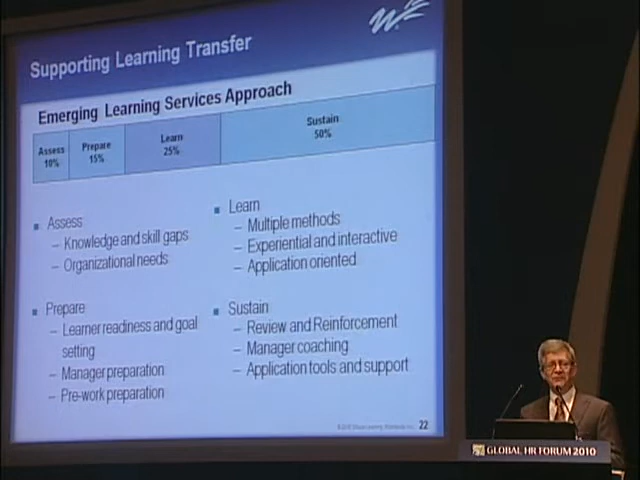 Supporting Learning Transfer
Emerging Learning Services Approach
Assess
10%
Prepare
15%
Learn
25%
Sustain
50%
Assess
– Knowledge and skill gaps
– Organizational needs
Prepare
– Learner readiness and goal
setting
– Manager preparation
– Pre-work preparation
Learn
– Multiple methods
– Experiential and interactive
– Application oriented
Sustain
– Review and Reinforcement
– Manager coaching
– Application tools and support
22
GLOBAL HR FORUM 2010